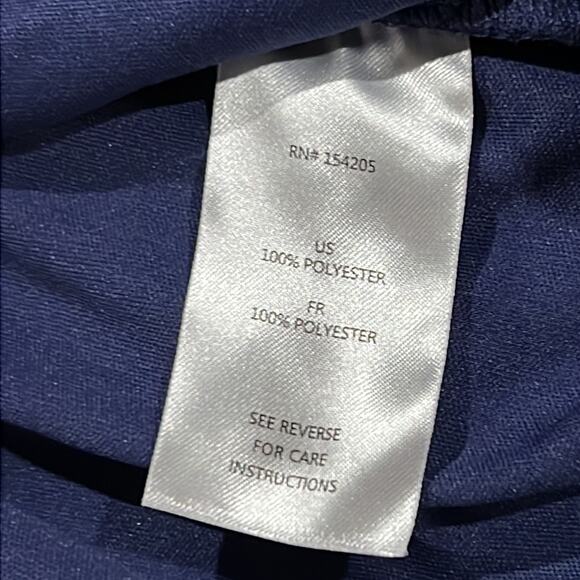 RN# 154205
US
100% POLYESTER
FR
100% POLYESTER
SEE REVERSE
FOR CARE
INSTRUCTIONS